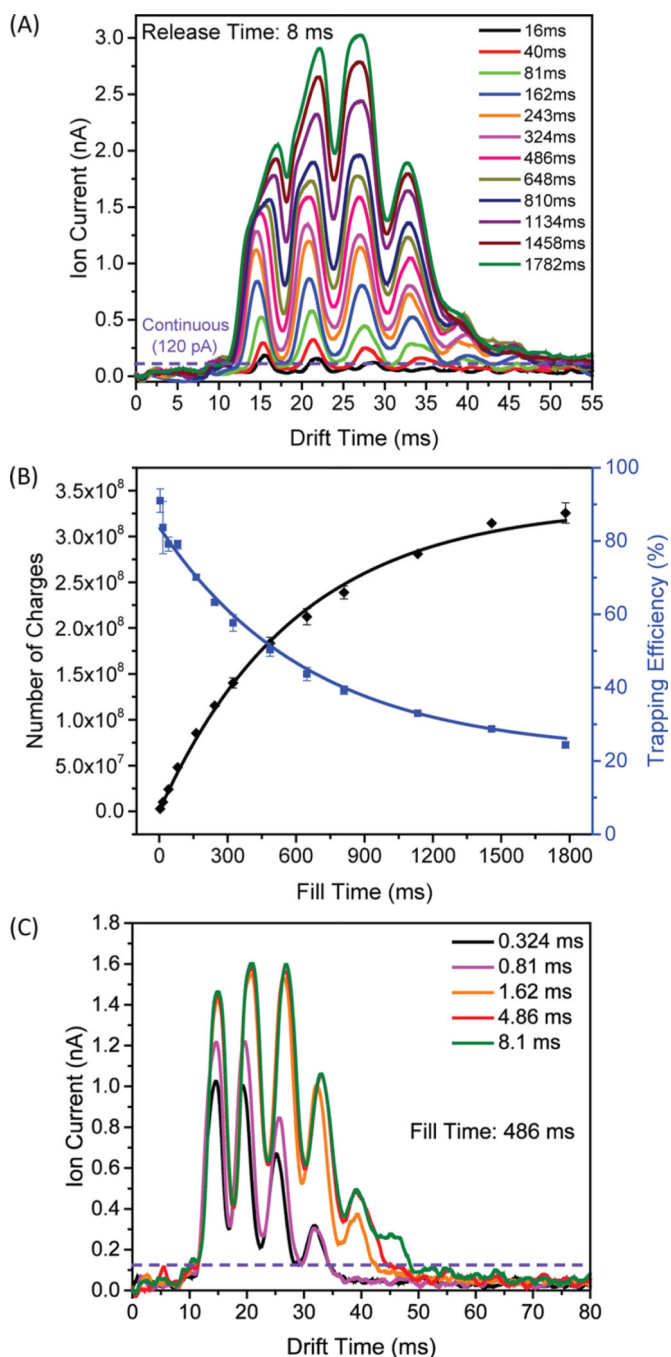 (A)
Release Time: 8 ms
16ms
40ms
81ms
162ms
243ms
324ms
486ms
648ms
810ms
1134ms
1458ms
1782ms
Continuous
(120 pA)
Ion Current (nA)
3.0
2.5
2.0
1.5
1.0
0.5
0.0
0 5 10 15 20 25 30 35 40 45 50 55
Drift Time (ms)
(B)
Number of Charges
3.5x10⁸
3.0x10⁸
2.5x10⁸
2.0x10⁸
1.5x10⁸
1.0x10⁸
5.0x10⁷
0.0
Trapping Efficiency (%)
100
80
60
40
20
0
0 300 600 900 1200 1500 1800
Fill Time (ms)
(C)
Ion Current (nA)
1.8
1.6
1.4
1.2
1.0
0.8
0.6
0.4
0.2
0.0
0.324 ms
0.81 ms
1.62 ms
4.86 ms
8.1 ms
Fill Time: 486 ms
0 10 20 30 40 50 60 70 80
Drift Time (ms)